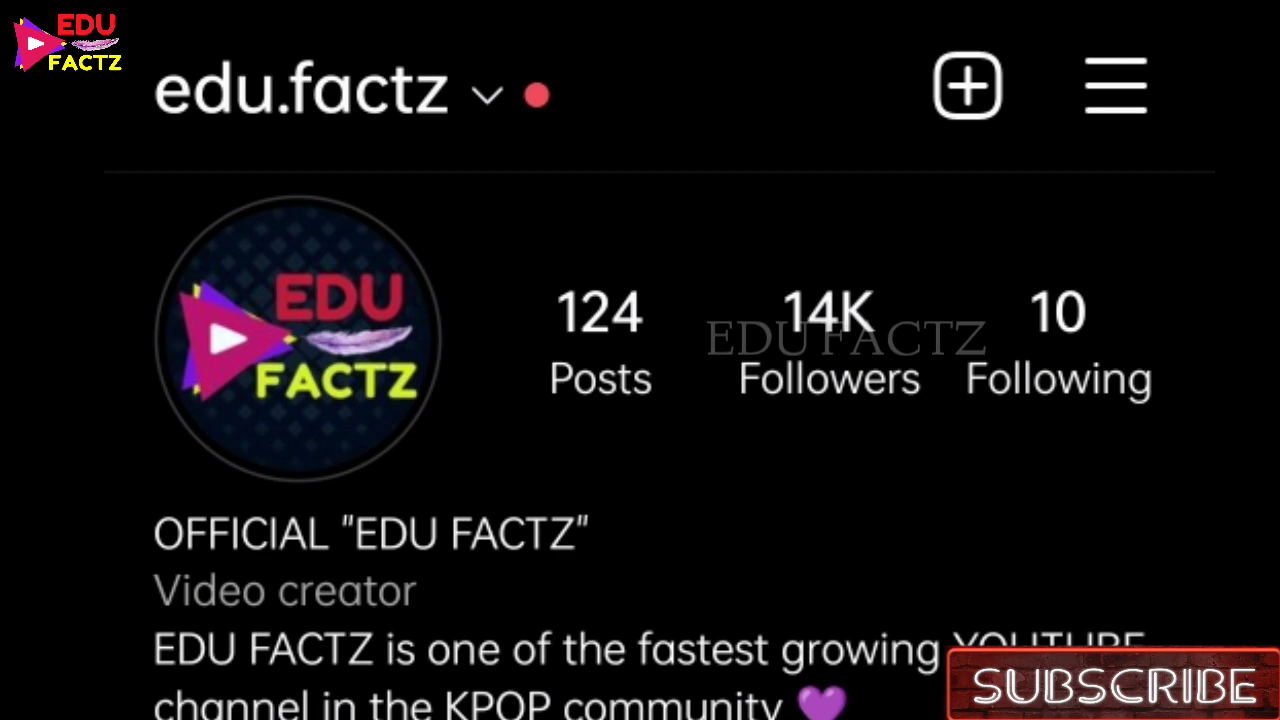 EDU
FACTZ
edu.factz
EDU
FACTZ
124 14K 10
EDU FACTZ
Posts Followers Following
OFFICIAL "EDU FACTZ"
Video creator
EDU FACTZ is one of the fastest growing YOUTUBE
channel in the KPOP community 💜
SUBSCRIBE